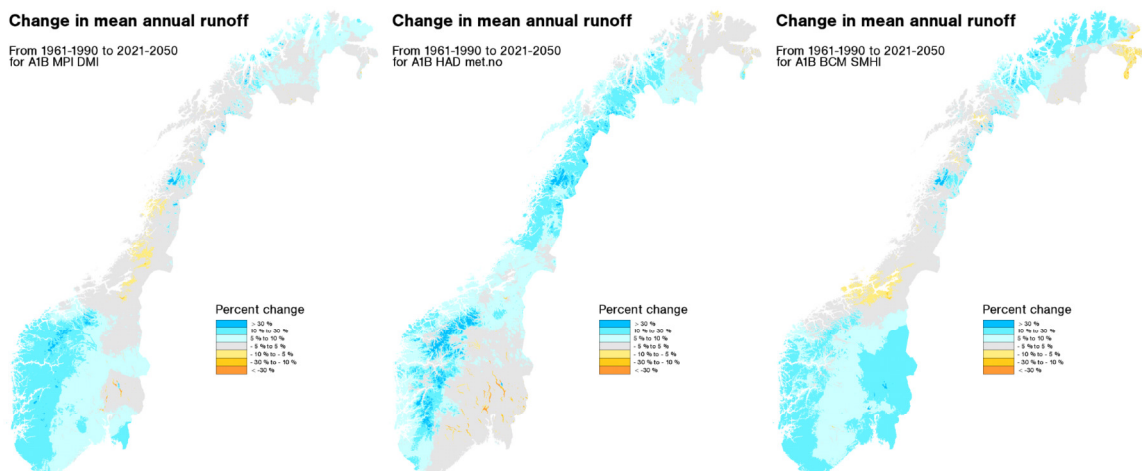 Change in mean annual runoff
From 1961-1990 to 2021-2050
for A1B MPI DMI
Percent change
> 30 %
10 % to 30 %
5 % to 10 %
- 5 % to 5 %
- 10 % to - 5 %
- 30 % to - 10 %
< -30 %
Change in mean annual runoff
From 1961-1990 to 2021-2050
for A1B HAD met.no
Percent change
> 30 %
10 % to 30 %
5 % to 10 %
- 5 % to 5 %
- 10 % to - 5 %
- 30 % to - 10 %
< -30 %
Change in mean annual runoff
From 1961-1990 to 2021-2050
for A1B BCM SMHI
Percent change
> 30 %
10 % to 30 %
5 % to 10 %
- 5 % to 5 %
- 10 % to - 5 %
- 30 % to - 10 %
< -30 %